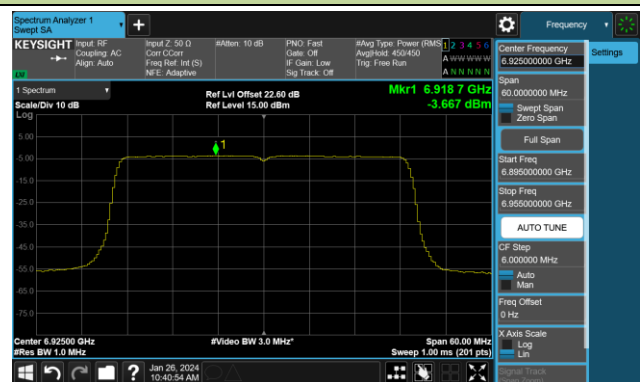 Spectrum Analyzer 1
Swept SA
+
Frequency
KEYSIGHT
Input: RF
Coupling: AC
Align: Auto
Input Z: 50 Ω
Corr CCorr
Freq Ref: Int (S)
NFE: Adaptive
#Atten: 10 dB
PNO: Fast
Gate: Off
IF Gain: Low
Sig Track: Off
#Avg Type: Power (RMS
Avg|Hold: 450/450
Trig: Free Run
1 2 3 4 5 6
A W W W W W
A N N N N N
LXI
1 Spectrum
Scale/Div 10 dB
Log
Ref Lvl Offset 22.60 dB
Ref Level 15.00 dBm
Mkr1 6.918 7 GHz
-3.667 dBm
5.00
-5.00
-15.0
-25.0
-35.0
-45.0
-55.0
-65.0
-75.0
1
Center 6.92500 GHz
#Res BW 1.0 MHz
#Video BW 3.0 MHz*
Span 60.00 MHz
Sweep 1.00 ms (201 pts)
Center Frequency
6.925000000 GHz
Settings
Span
60.0000000 MHz
Swept Span
Zero Span
Full Span
Start Freq
6.895000000 GHz
Stop Freq
6.955000000 GHz
AUTO TUNE
CF Step
6.000000 MHz
Auto
Man
Freq Offset
0 Hz
X Axis Scale
Log
Lin
Signal Track
(Span Zoom)
?
Jan 26, 2024
10:40:54 AM